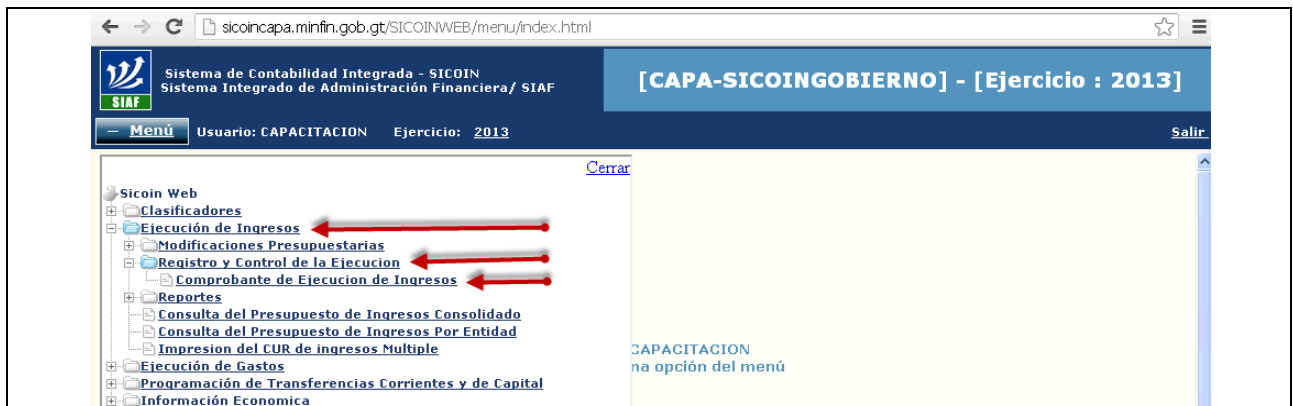 sicoincapa.minfin.gob.gt/SICOINWEB/menu/index.html
Sistema de Contabilidad Integrada - SICOIN
Sistema Integrado de Administración Financiera/ SIAF
SIAF
[CAPA-SICOINGOBIERNO] - [Ejercicio : 2013]
Menú Usuario: CAPACITACION Ejercicio: 2013 Salir
Cerrar
Sicoin Web
Clasificadores
Ejecución de Ingresos
Modificaciones Presupuestarias
Registro y Control de la Ejecucion
Comprobante de Ejecucion de Ingresos
Reportes
Consulta del Presupuesto de Ingresos Consolidado
Consulta del Presupuesto de Ingresos Por Entidad
Impresion del CUR de ingresos Multiple
CAPACITACION
Ejecución de Gastos
na opción del menú
Programación de Transferencias Corrientes y de Capital
Información Economica